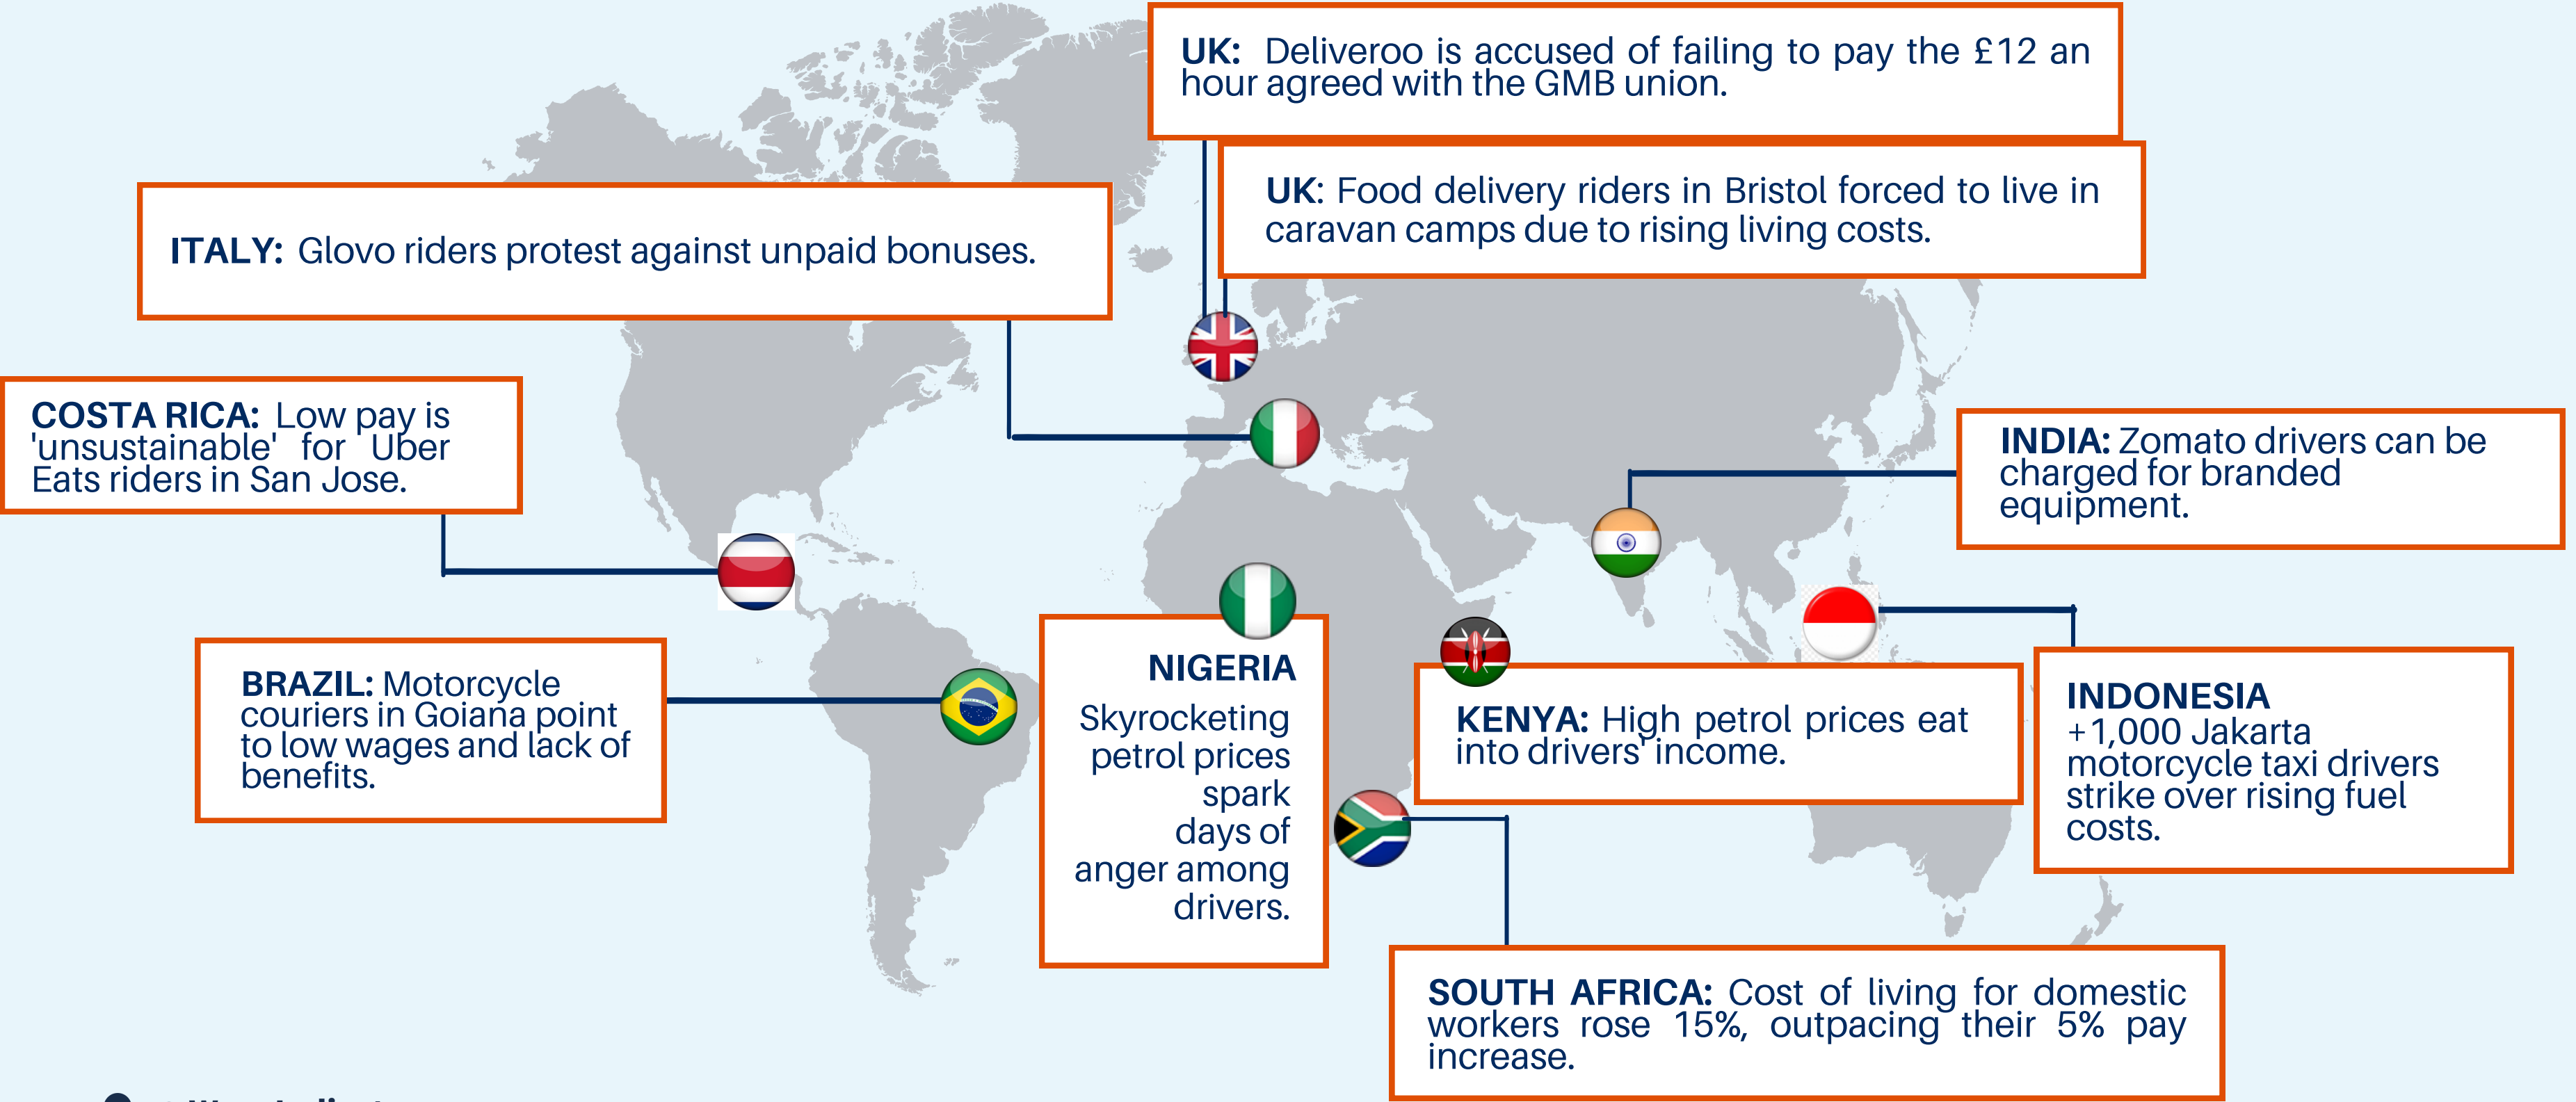 UK: Deliveroo is accused of failing to pay the £12 an
hour agreed with the GMB union.
UK: Food delivery riders in Bristol forced to live in
caravan camps due to rising living costs.
ITALY: Glovo riders protest against unpaid bonuses.
COSTA RICA: Low pay is
'unsustainable' for Uber
Eats riders in San Jose.
INDIA: Zomato drivers can be
charged for branded
equipment.
BRAZIL: Motorcycle
couriers in Goiana point
to low wages and lack of
benefits.
NIGERIA
Skyrocketing
petrol prices
spark
days of
anger among
drivers.
KENYA: High petrol prices eat
into drivers' income.
INDONESIA
+1,000 Jakarta
motorcycle taxi drivers
strike over rising fuel
costs.
SOUTH AFRICA: Cost of living for domestic
workers rose 15%, outpacing their 5% pay
increase.